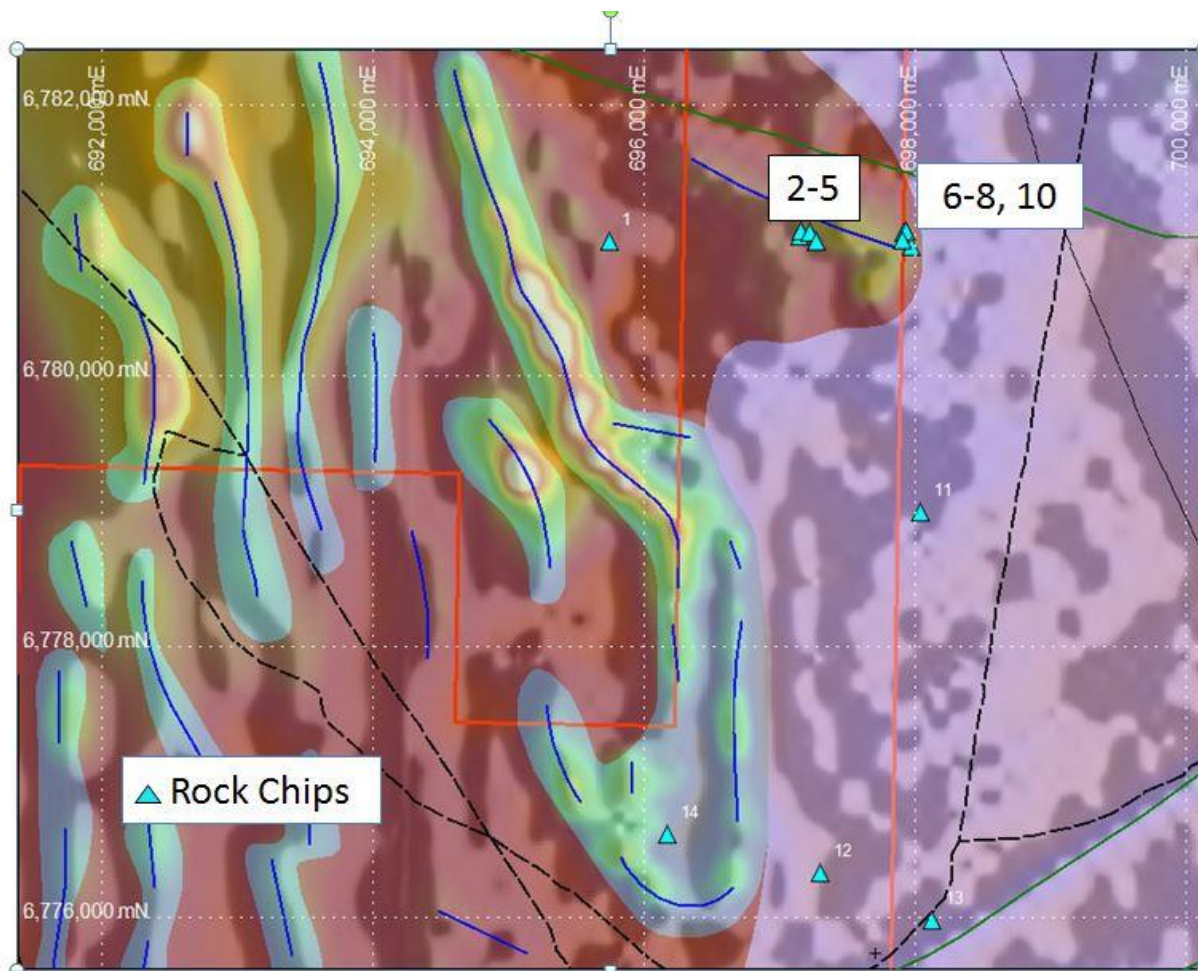 692,000 mE
694,000 mE
696,000 mE
698,000 mE
700,000 mE
6,782,000 mN
2-5
6-8, 10
1
6,780,000 mN
11
6,778,000 mN
Rock Chips
14
12
6,776,000 mN
13